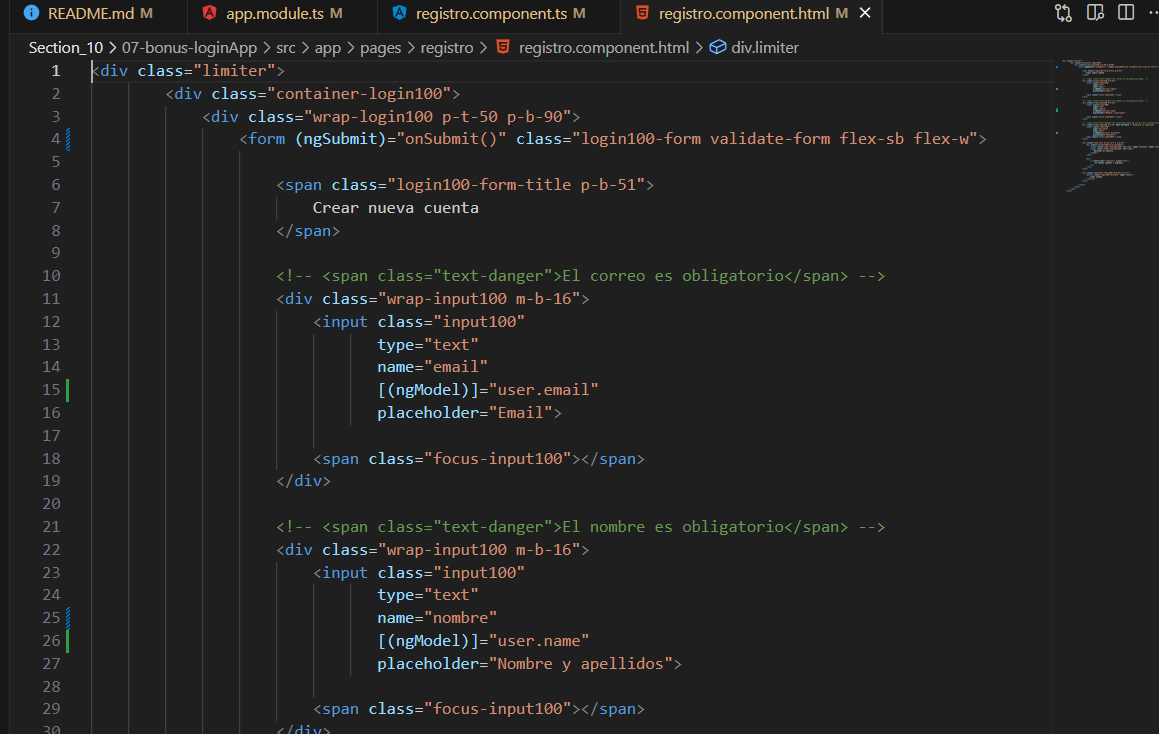 README.md M app.module.ts M registro.component.ts M registro.component.html M
Section_10 > 07-bonus-loginApp > src > app > pages > registro > registro.component.html > div.limiter
1 <div class="limiter">
2 <div class="container-login100">
3 <div class="wrap-login100 p-t-50 p-b-90">
4 <form (ngSubmit)="onSubmit()" class="login100-form validate-form flex-sb flex-w">
5
6 <span class="login100-form-title p-b-51">
7 Crear nueva cuenta
8 </span>
9
10 <!-- <span class="text-danger">El correo es obligatorio</span> -->
11 <div class="wrap-input100 m-b-16">
12 <input class="input100"
13 type="text"
14 name="email"
15 [(ngModel)]="user.email"
16 placeholder="Email">
17
18 <span class="focus-input100"></span>
19 </div>
20
21 <!-- <span class="text-danger">El nombre es obligatorio</span> -->
22 <div class="wrap-input100 m-b-16">
23 <input class="input100"
24 type="text"
25 name="nombre"
26 [(ngModel)]="user.name"
27 placeholder="Nombre y apellidos">
28
29 <span class="focus-input100"></span>
30 </div>